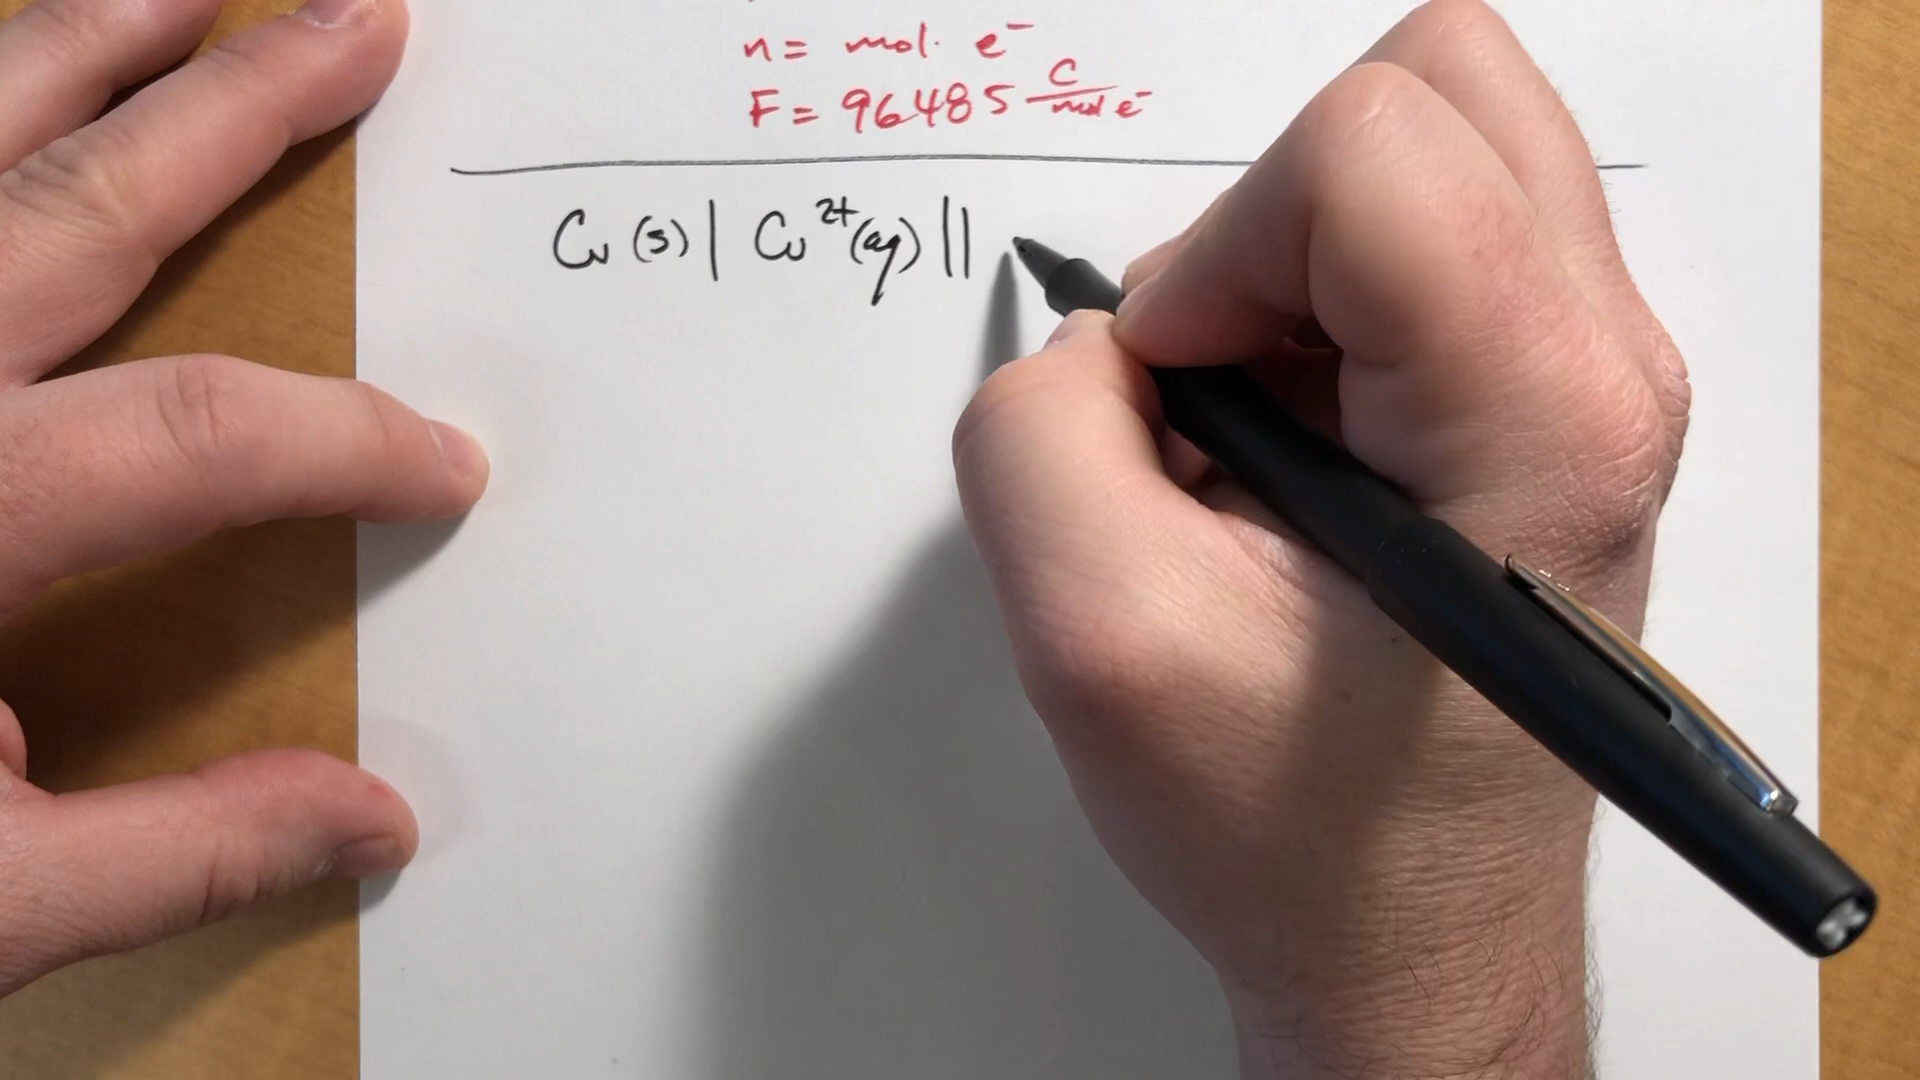 n = mol. e⁻
F = 96485 C/mol e⁻
Cu (s) | Cu²⁺(aq) ||